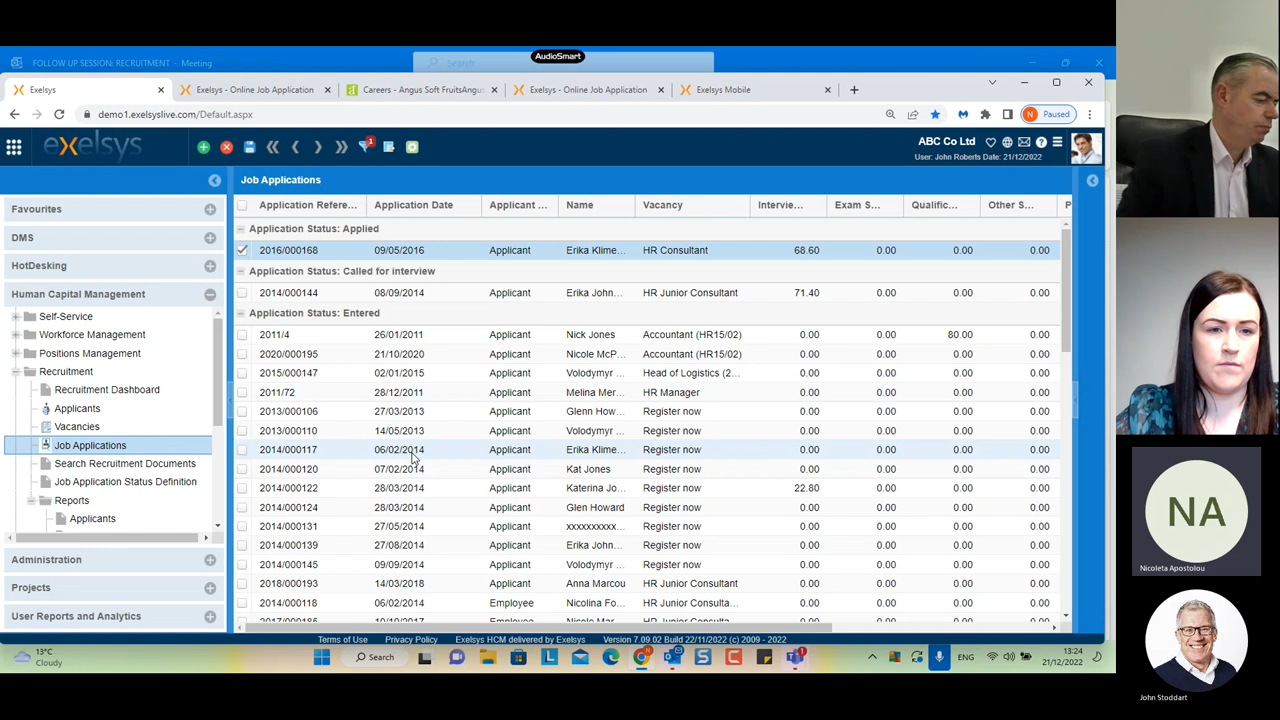 AudioSmart
FOLLOW UP SESSION: RECRUITMENT - Meeting
Search
Exelsys
Exelsys - Online Job Application
Careers - Angus Soft FruitsAngus
Exelsys - Online Job Application
Exelsys Mobile
demo1.exelsyslive.com/Default.aspx
N Paused
exelsys
1
ABC Co Ltd
User: John Roberts Date: 21/12/2022
Job Applications
Favourites
DMS
HotDesking
Human Capital Management
Self-Service
Workforce Management
Positions Management
Recruitment
Recruitment Dashboard
Applicants
Vacancies
Job Applications
Search Recruitment Documents
Job Application Status Definition
Reports
Applicants
Administration
Projects
User Reports and Analytics
Application Refere... Application Date Applicant ... Name Vacancy Intervie... Exam S... Qualific... Other S... P
Application Status: Applied
2016/000168 09/05/2016 Applicant Erika Klime... HR Consultant 68.60 0.00 0.00 0.00
Application Status: Called for interview
2014/000144 08/09/2014 Applicant Erika John... HR Junior Consultant 71.40 0.00 0.00 0.00
Application Status: Entered
2011/4 26/01/2011 Applicant Nick Jones Accountant (HR15/02) 0.00 0.00 80.00 0.00
2020/000195 21/10/2020 Applicant Nicole McP... Accountant (HR15/02) 0.00 0.00 0.00 0.00
2015/000147 02/01/2015 Applicant Volodymyr ... Head of Logistics (2... 0.00 0.00 0.00 0.00
2011/72 28/12/2011 Applicant Melina Mer... HR Manager 0.00 0.00 0.00 0.00
2013/000106 27/03/2013 Applicant Glenn How... Register now 0.00 0.00 0.00 0.00
2013/000110 14/05/2013 Applicant Volodymyr ... Register now 0.00 0.00 0.00 0.00
2014/000117 06/02/2014 Applicant Erika Klime... Register now 0.00 0.00 0.00 0.00
2014/000120 07/02/2014 Applicant Kat Jones Register now 0.00 0.00 0.00 0.00
2014/000122 28/03/2014 Applicant Katerina Jo... Register now 22.80 0.00 0.00 0.00
2014/000124 28/03/2014 Applicant Glen Howard Register now 0.00 0.00 0.00 0.00
2014/000131 27/05/2014 Applicant xxxxxxxxxx... Register now 0.00 0.00 0.00 0.00
2014/000139 27/08/2014 Applicant Erika John... Register now 0.00 0.00 0.00 0.00
2014/000145 09/09/2014 Applicant Volodymyr ... Register now 0.00 0.00 0.00 0.00
2018/000193 14/03/2018 Applicant Anna Marcou HR Junior Consultant 0.00 0.00 0.00 0.00
2014/000118 06/02/2014 Employee Nicolina Fo... HR Junior Consulta... 0.00 0.00 0.00 0.00
Terms of Use Privacy Policy Exelsys HCM delivered by Exelsys Version 7.09.02 Build 22/11/2022 (c) 2009 - 2022
13°C
Cloudy
Search
ENG
13:24
21/12/2022
NA
Nicoleta Apostolou
John Stoddart